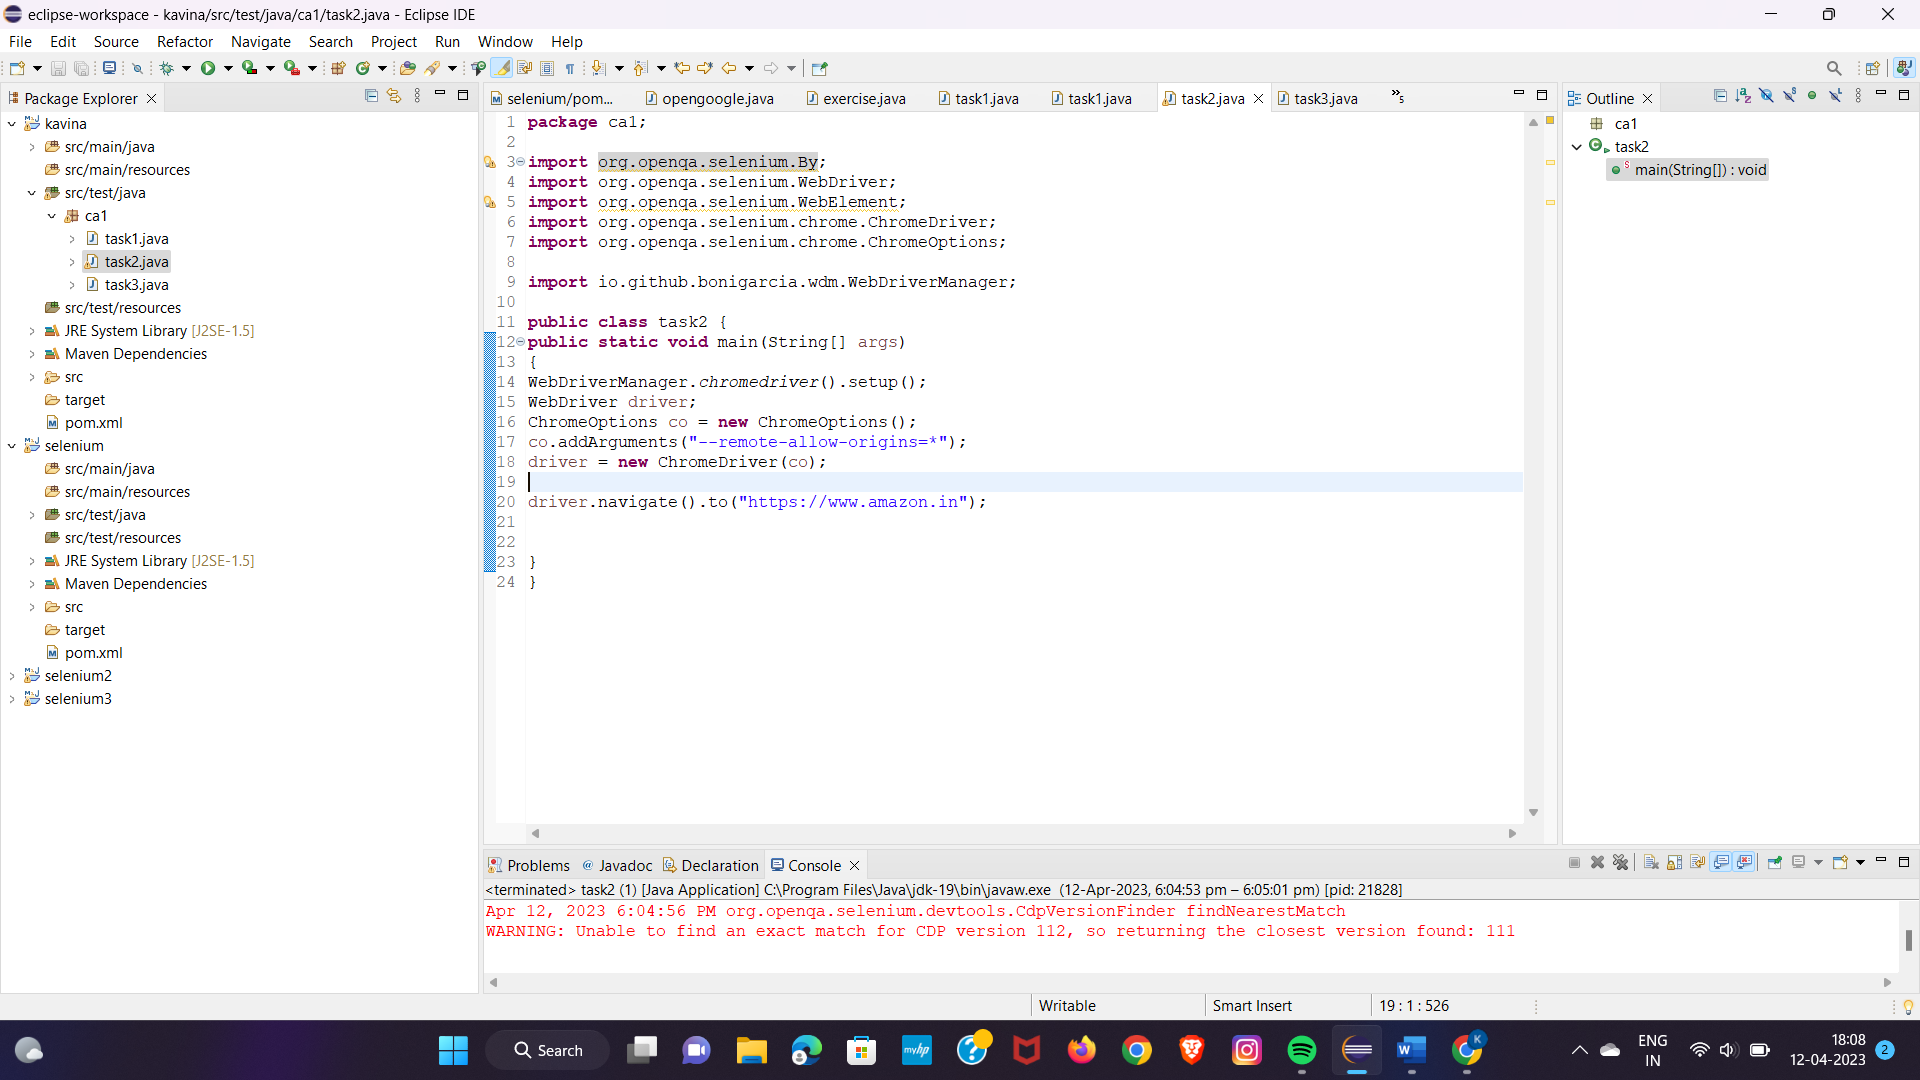 eclipse-workspace - kavina/src/test/java/ca1/task2.java - Eclipse IDE
File Edit Source Refactor Navigate Search Project Run Window Help
Package Explorer
kavina
src/main/java
src/main/resources
src/test/java
ca1
task1.java
task2.java
task3.java
src/test/resources
JRE System Library [J2SE-1.5]
Maven Dependencies
src
target
pom.xml
selenium
src/main/java
src/main/resources
src/test/java
src/test/resources
JRE System Library [J2SE-1.5]
Maven Dependencies
src
target
pom.xml
selenium2
selenium3
selenium/pom... opengoogle.java exercise.java task1.java task1.java task2.java task3.java »5
1 package ca1;
2
3 import org.openqa.selenium.By;
4 import org.openqa.selenium.WebDriver;
5 import org.openqa.selenium.WebElement;
6 import org.openqa.selenium.chrome.ChromeDriver;
7 import org.openqa.selenium.chrome.ChromeOptions;
8
9 import io.github.bonigarcia.wdm.WebDriverManager;
10
11 public class task2 {
12 public static void main(String[] args)
13 {
14 WebDriverManager.chromedriver().setup();
15 WebDriver driver;
16 ChromeOptions co = new ChromeOptions();
17 co.addArguments("--remote-allow-origins=*");
18 driver = new ChromeDriver(co);
19
20 driver.navigate().to("https://www.amazon.in");
21
22
23 }
24 }
Outline
ca1
task2
main(String[]) : void
Problems @ Javadoc Declaration Console
<terminated> task2 (1) [Java Application] C:\Program Files\Java\jdk-19\bin\javaw.exe (12-Apr-2023, 6:04:53 pm – 6:05:01 pm) [pid: 21828]
Apr 12, 2023 6:04:56 PM org.openqa.selenium.devtools.CdpVersionFinder findNearestMatch
WARNING: Unable to find an exact match for CDP version 112, so returning the closest version found: 111
Writable Smart Insert 19 : 1 : 526
Search
myhp
K
ENG
IN
18:08
12-04-2023
2